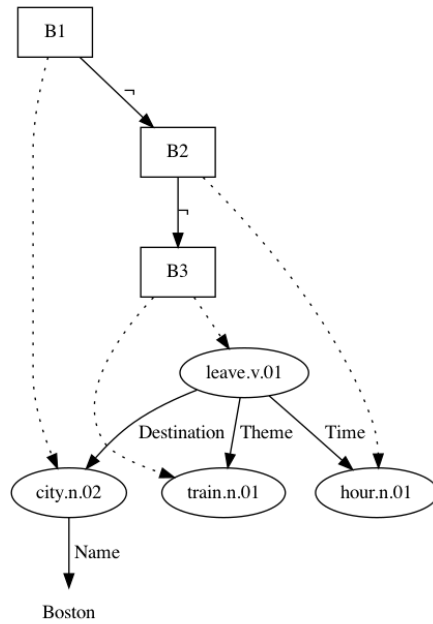 B1
¬
B2
¬
B3
leave.v.01
Destination Theme Time
city.n.02 train.n.01 hour.n.01
Name
Boston